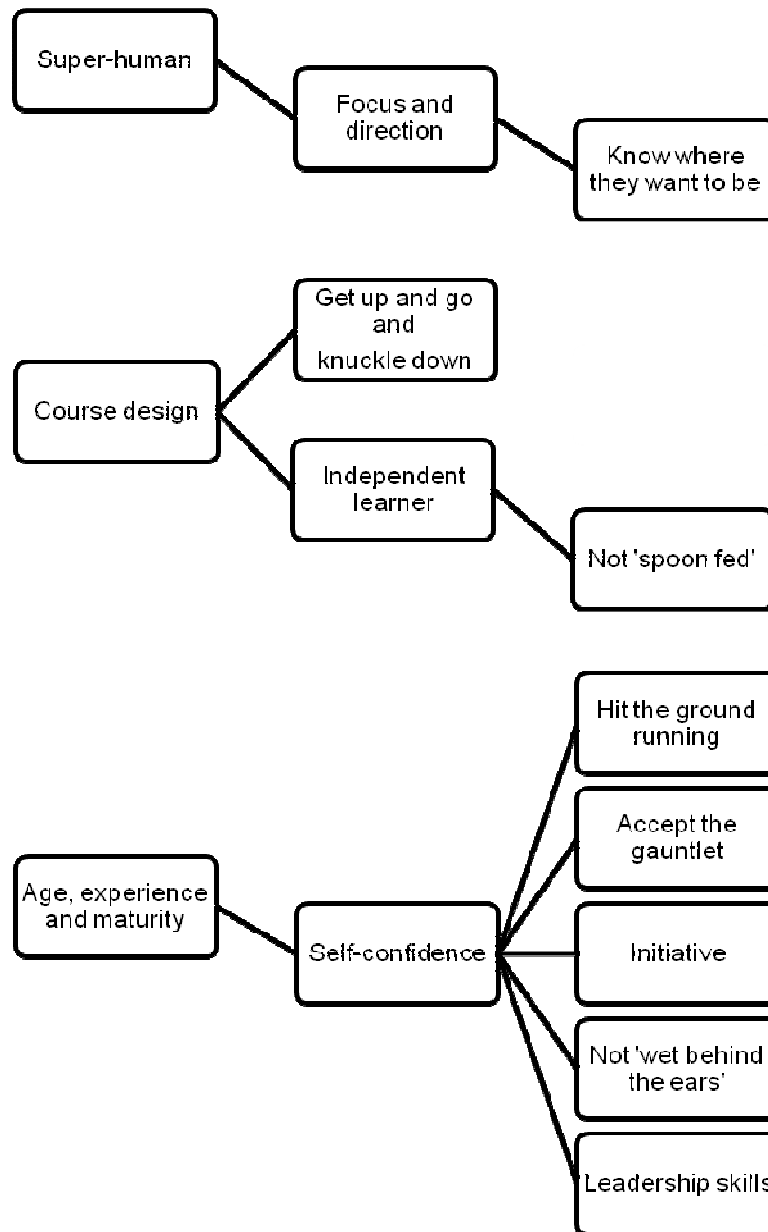 Super-human
Focus and
direction
Know where
they want to be
Get up and go
and
knuckle down
Course design
Independent
learner
Not 'spoon fed'
Hit the ground
running
Accept the
gauntlet
Age, experience
and maturity
Self-confidence
Initiative
Not 'wet behind
the ears'
Leadership skills